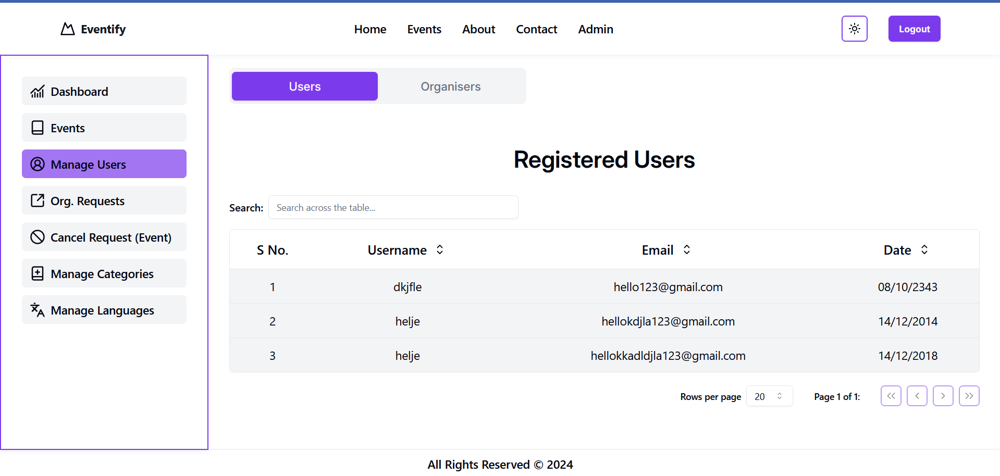 Eventify
Home Events About Contact Admin
Logout
Dashboard
Events
Manage Users
Org. Requests
Cancel Request (Event)
Manage Categories
Manage Languages
Users Organisers
Registered Users
Search: Search across the table...
S No. Username Email Date
1 dkjfle hello123@gmail.com 08/10/2343
2 helje hellokdjla123@gmail.com 14/12/2014
3 helje hellokkadldjla123@gmail.com 14/12/2018
Rows per page 20 Page 1 of 1:
All Rights Reserved © 2024